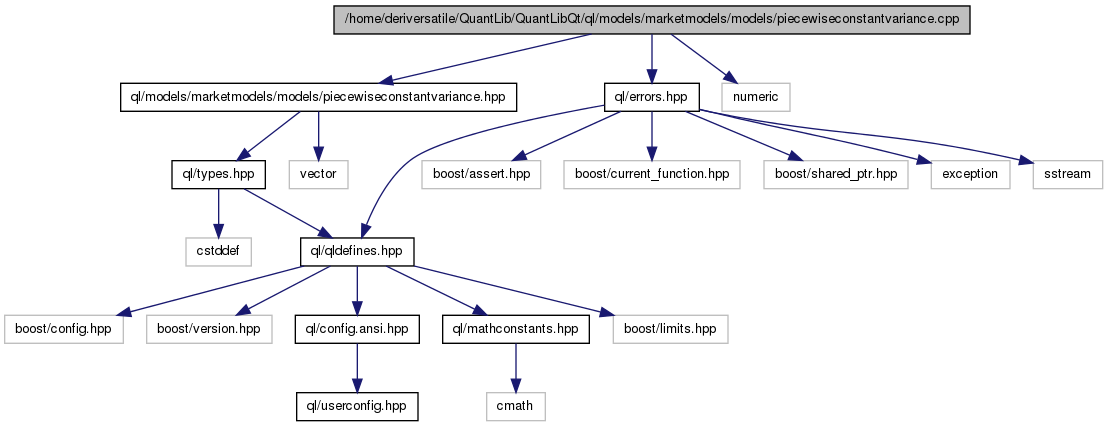 /home/deriversatile/QuantLib/QuantLibQt/ql/models/marketmodels/models/piecewiseconstantvariance.cpp
ql/models/marketmodels/models/piecewiseconstantvariance.hpp
ql/errors.hpp
numeric
ql/types.hpp
vector
boost/assert.hpp
boost/current_function.hpp
boost/shared_ptr.hpp
exception
sstream
cstddef
ql/qldefines.hpp
boost/config.hpp
boost/version.hpp
ql/config.ansi.hpp
ql/mathconstants.hpp
boost/limits.hpp
ql/userconfig.hpp
cmath